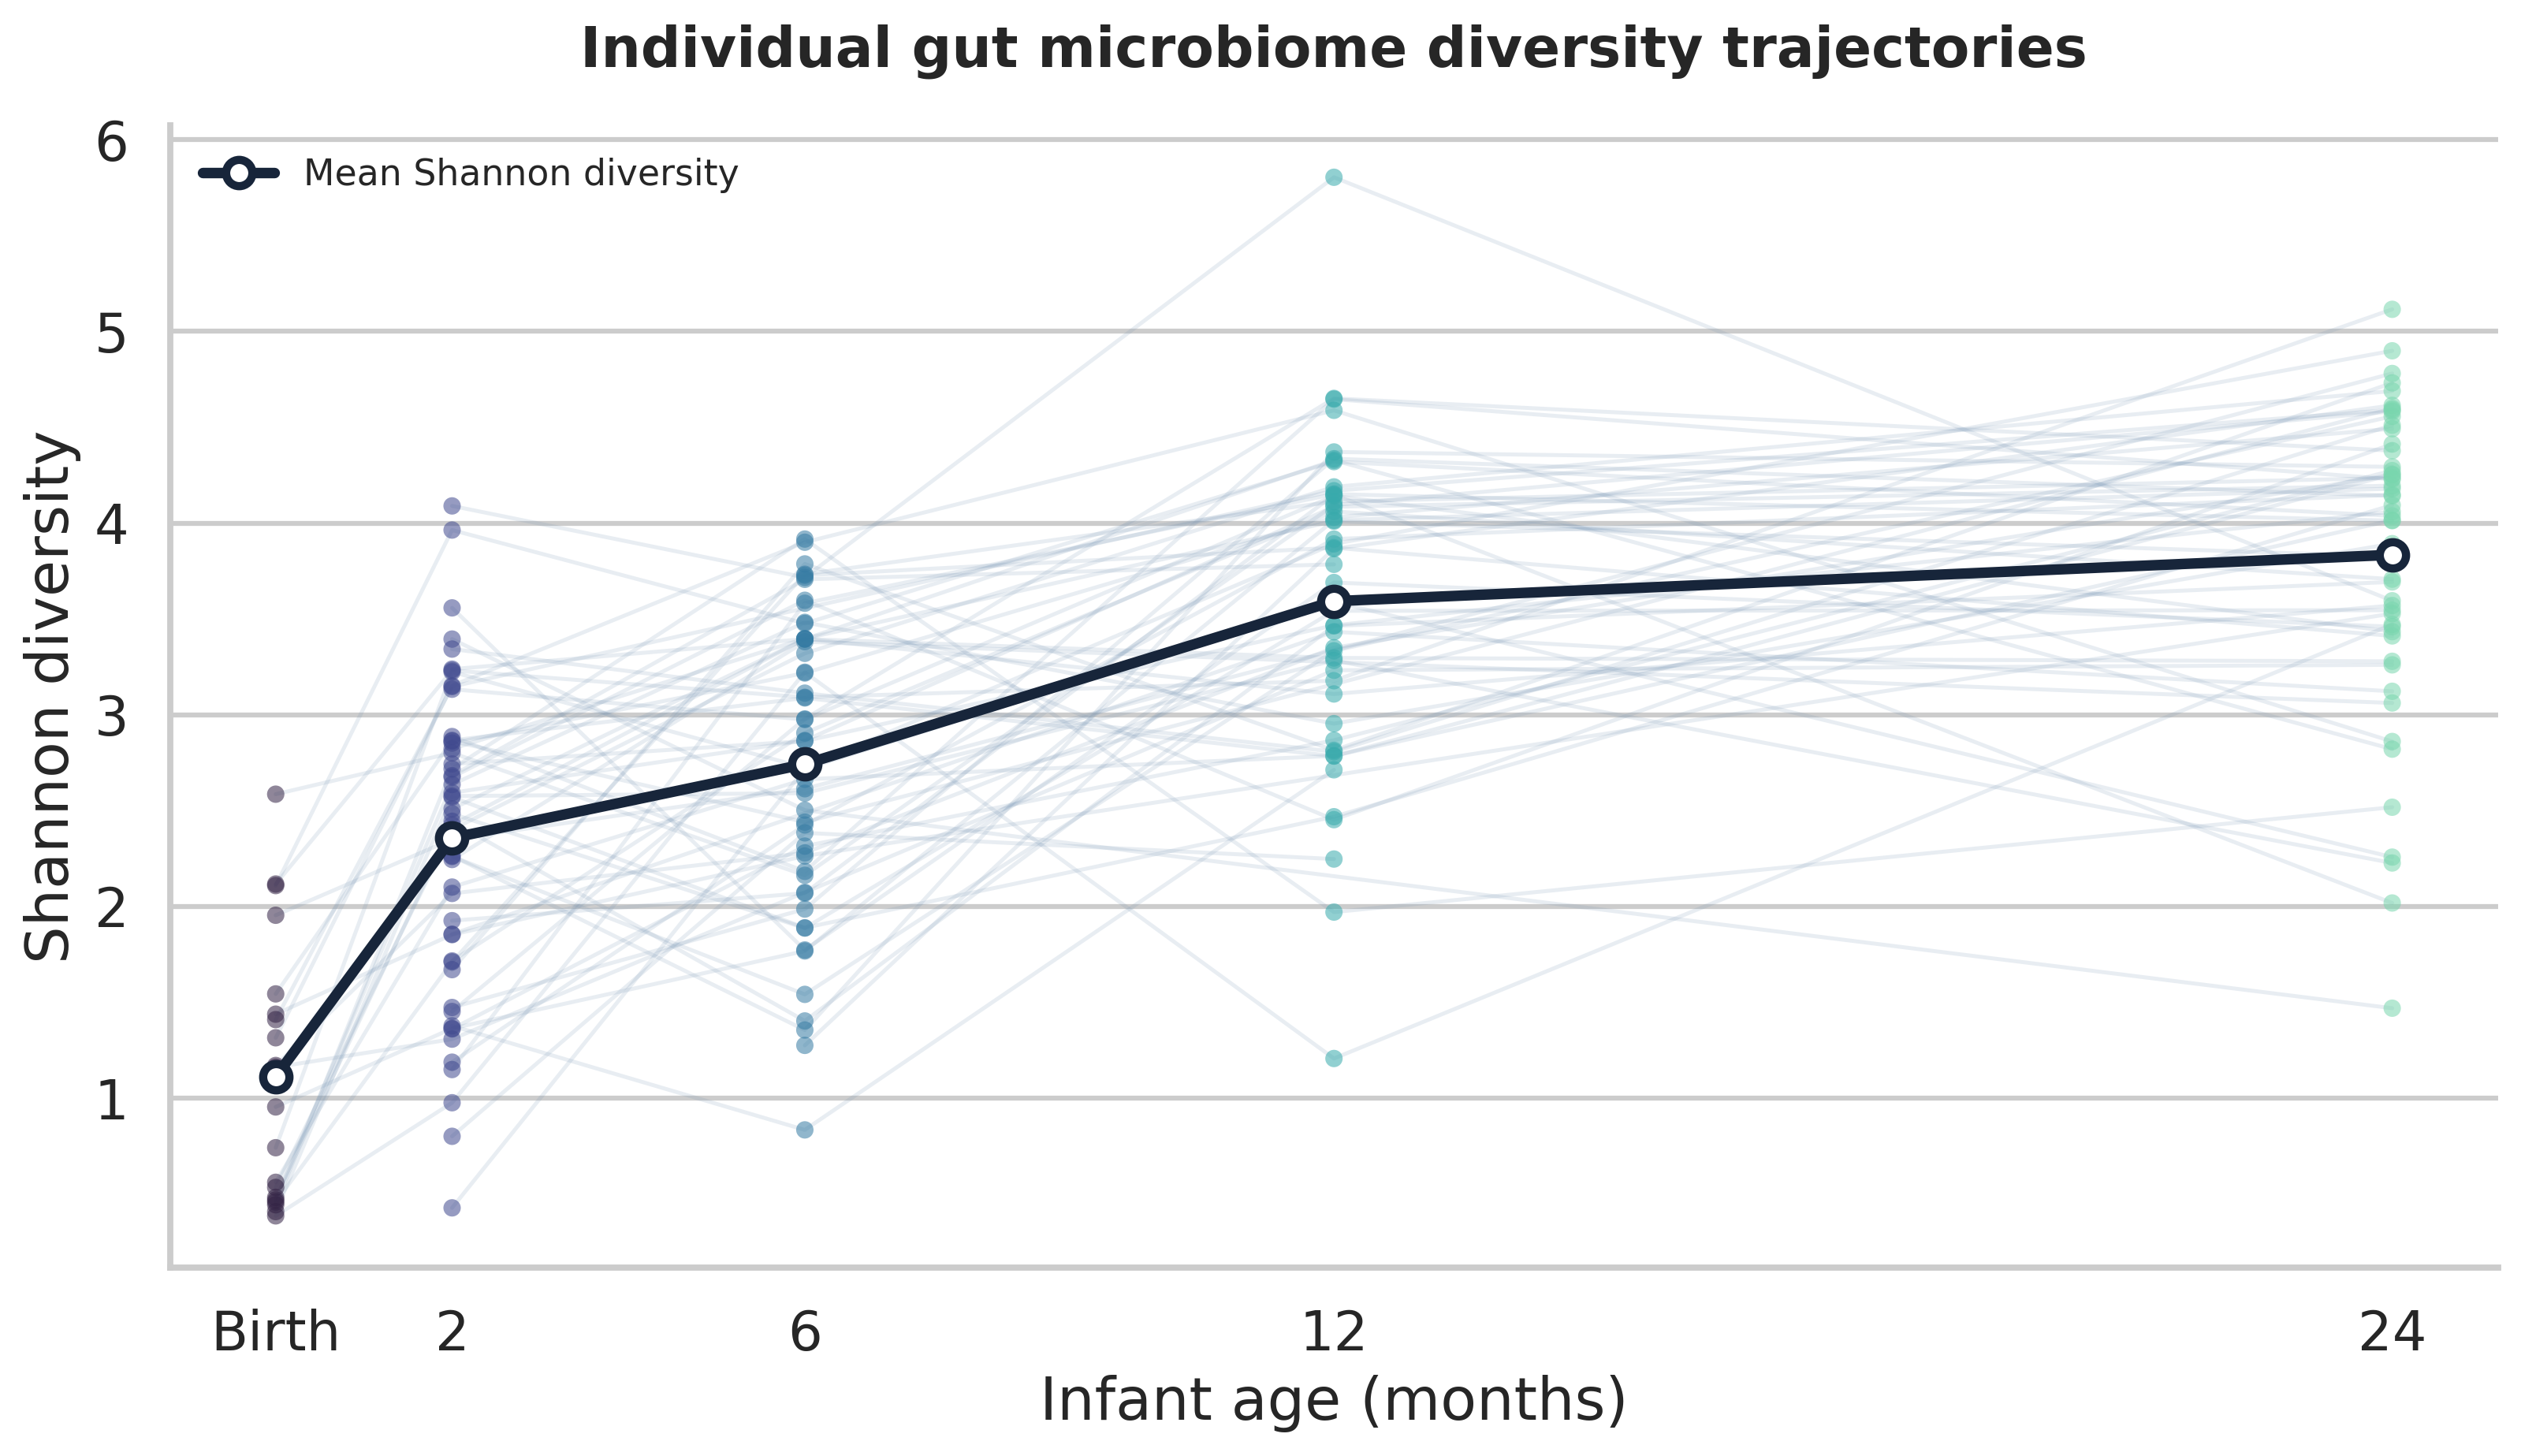 Individual gut microbiome diversity trajectories
Mean Shannon diversity
Shannon diversity
6
5
4
3
2
1
Birth 2 6 12 24
Infant age (months)